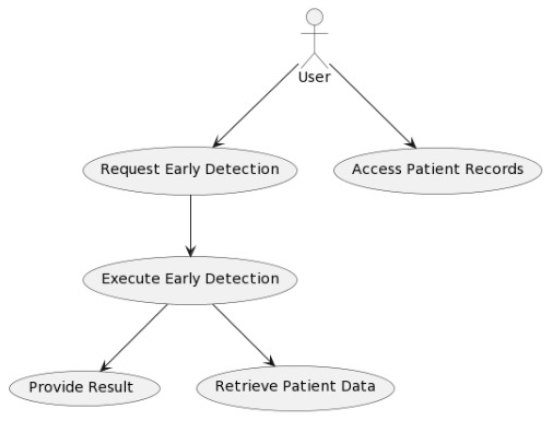 User
Request Early Detection
Access Patient Records
Execute Early Detection
Provide Result
Retrieve Patient Data